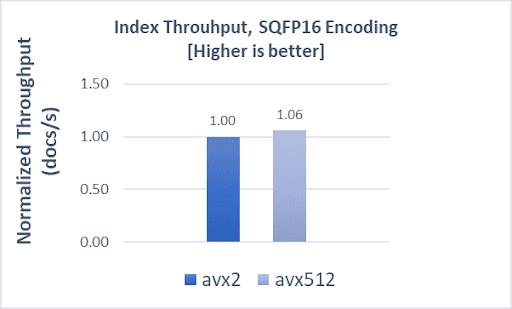 Index Throuhput, SQFP16 Encoding
[Higher is better]
Normalized Throughput
(docs/s)
1.50
1.00
0.50
0.00
1.00
1.06
avx2
avx512